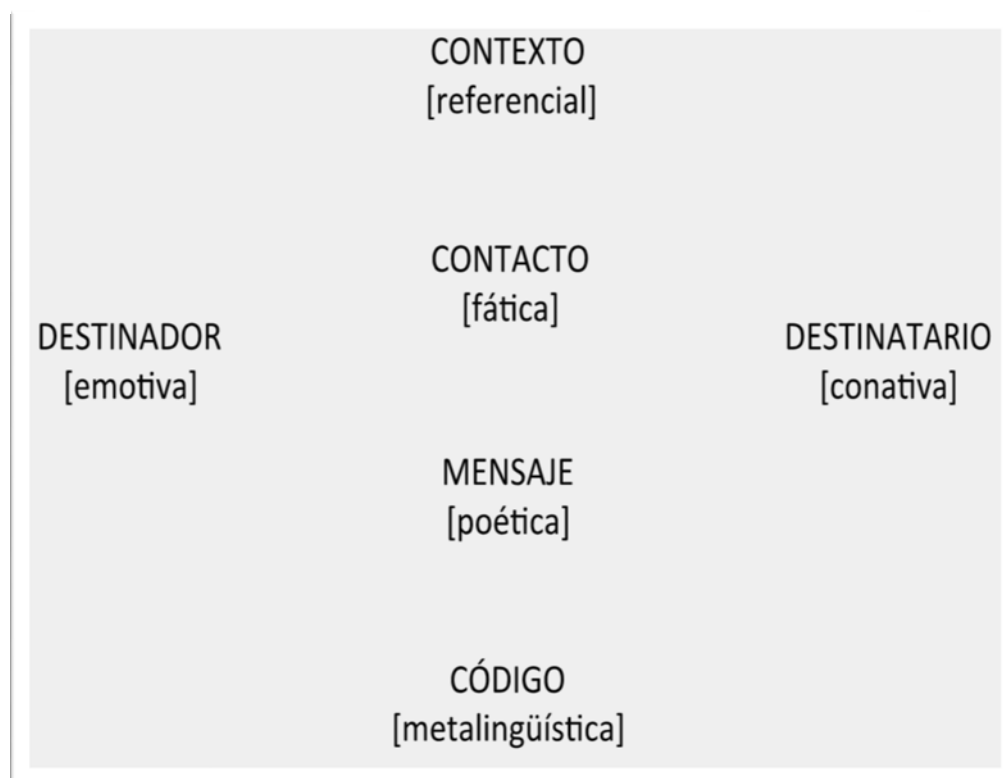 CONTEXTO
[referencial]
CONTACTO
[fática]
DESTINADOR
[emotiva]
DESTINATARIO
[conativa]
MENSAJE
[poética]
CÓDIGO
[metalingüística]